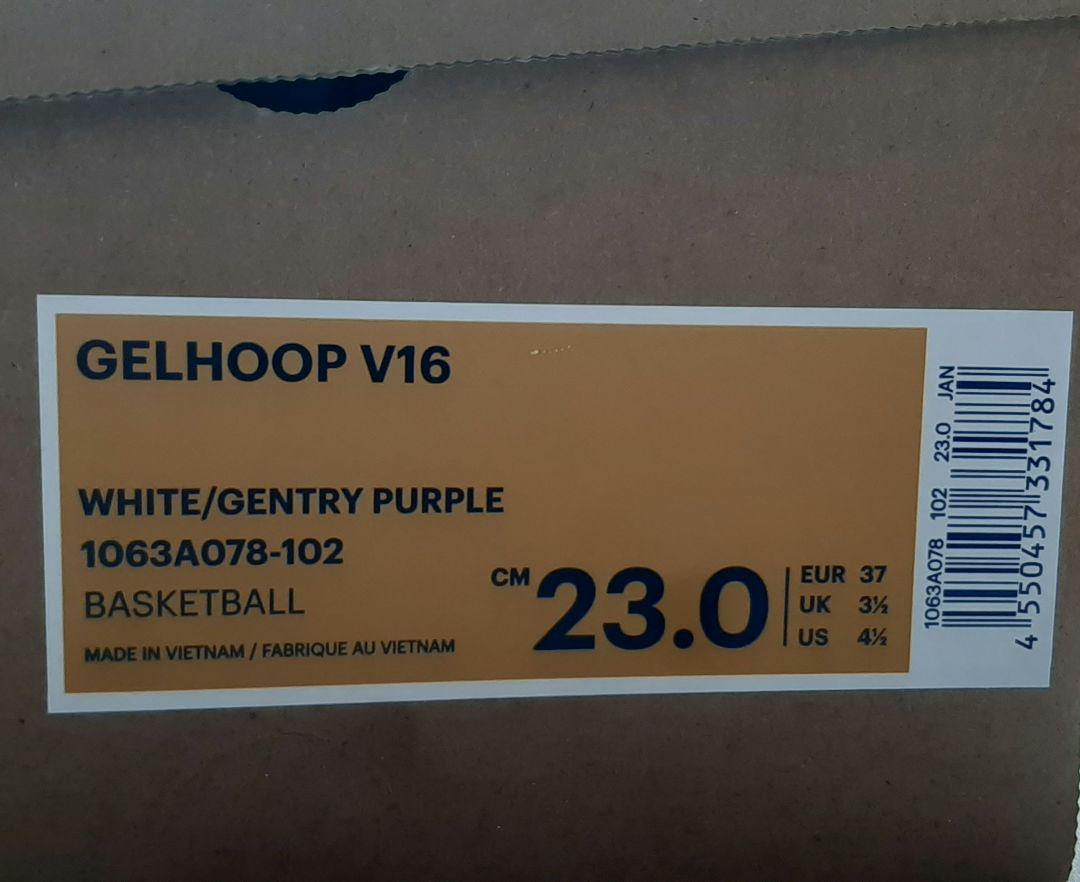 GELHOOP V16
WHITE/GENTRY PURPLE
1063A078-102
BASKETBALL
MADE IN VIETNAM / FABRIQUE AU VIETNAM
CM 23.0
EUR 37
UK 3½
US 4½
1063A078 102 23.0 JAN
4 550457 331784